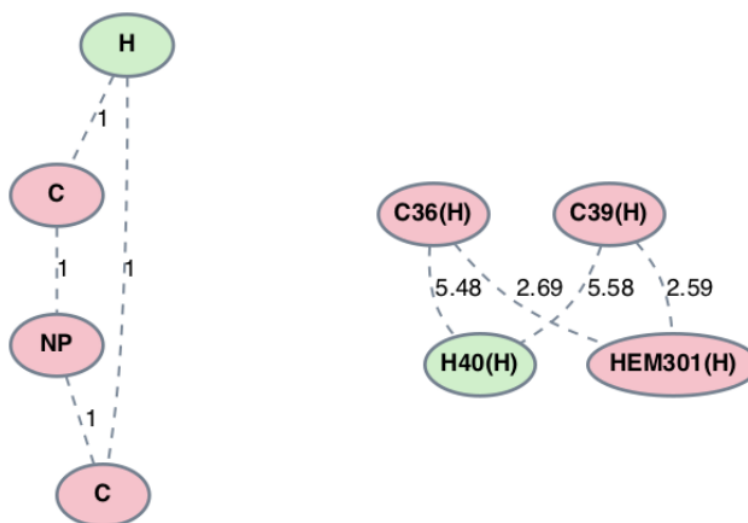 H
1
C
1
1
NP
1
C
C36(H) C39(H)
5.48 2.69 5.58 2.59
H40(H) HEM301(H)